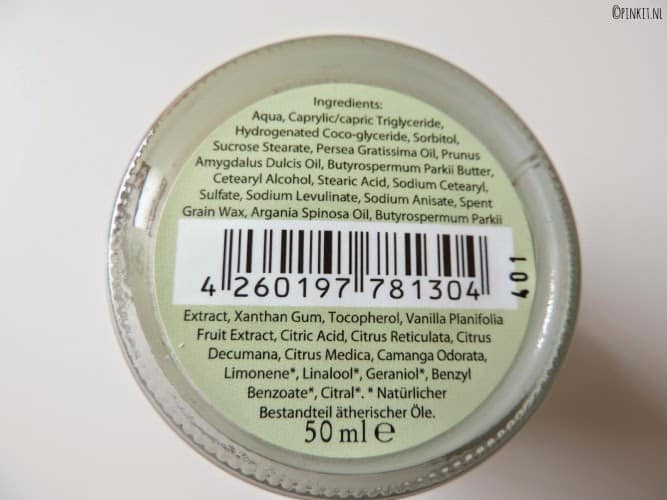 ©PINKIT.NL
Ingredients:
Aqua, Caprylic/capric Triglyceride,
Hydrogenated Coco-glyceride, Sorbitol,
Sucrose Stearate, Persea Gratissima Oil, Prunus
Amygdalus Dulcis Oil, Butyrospermum Parkii Butter,
Cetearyl Alcohol, Stearic Acid, Sodium Cetearyl,
Sulfate, Sodium Levulinate, Sodium Anisate, Spent
Grain Wax, Argania Spinosa Oil, Butyrospermum Parkii
4 260197 781304
401
Extract, Xanthan Gum, Tocopherol, Vanilla Planifolia
Fruit Extract, Citric Acid, Citrus Reticulata, Citrus
Decumana, Citrus Medica, Camanga Odorata,
Limonene*, Linalool*, Geraniol*, Benzyl
Benzoate*, Citral*. * Natürlicher
Bestandteil ätherischer Öle.
50 ml ℮